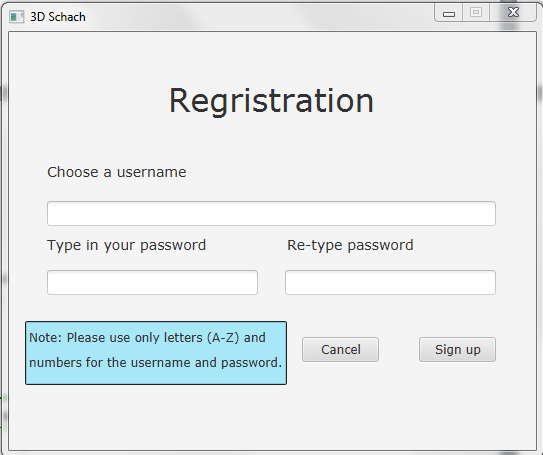 3D Schach
Regristration
Choose a username
Type in your password
Re-type password
Note: Please use only letters (A-Z) and
numbers for the username and password.
Cancel
Sign up